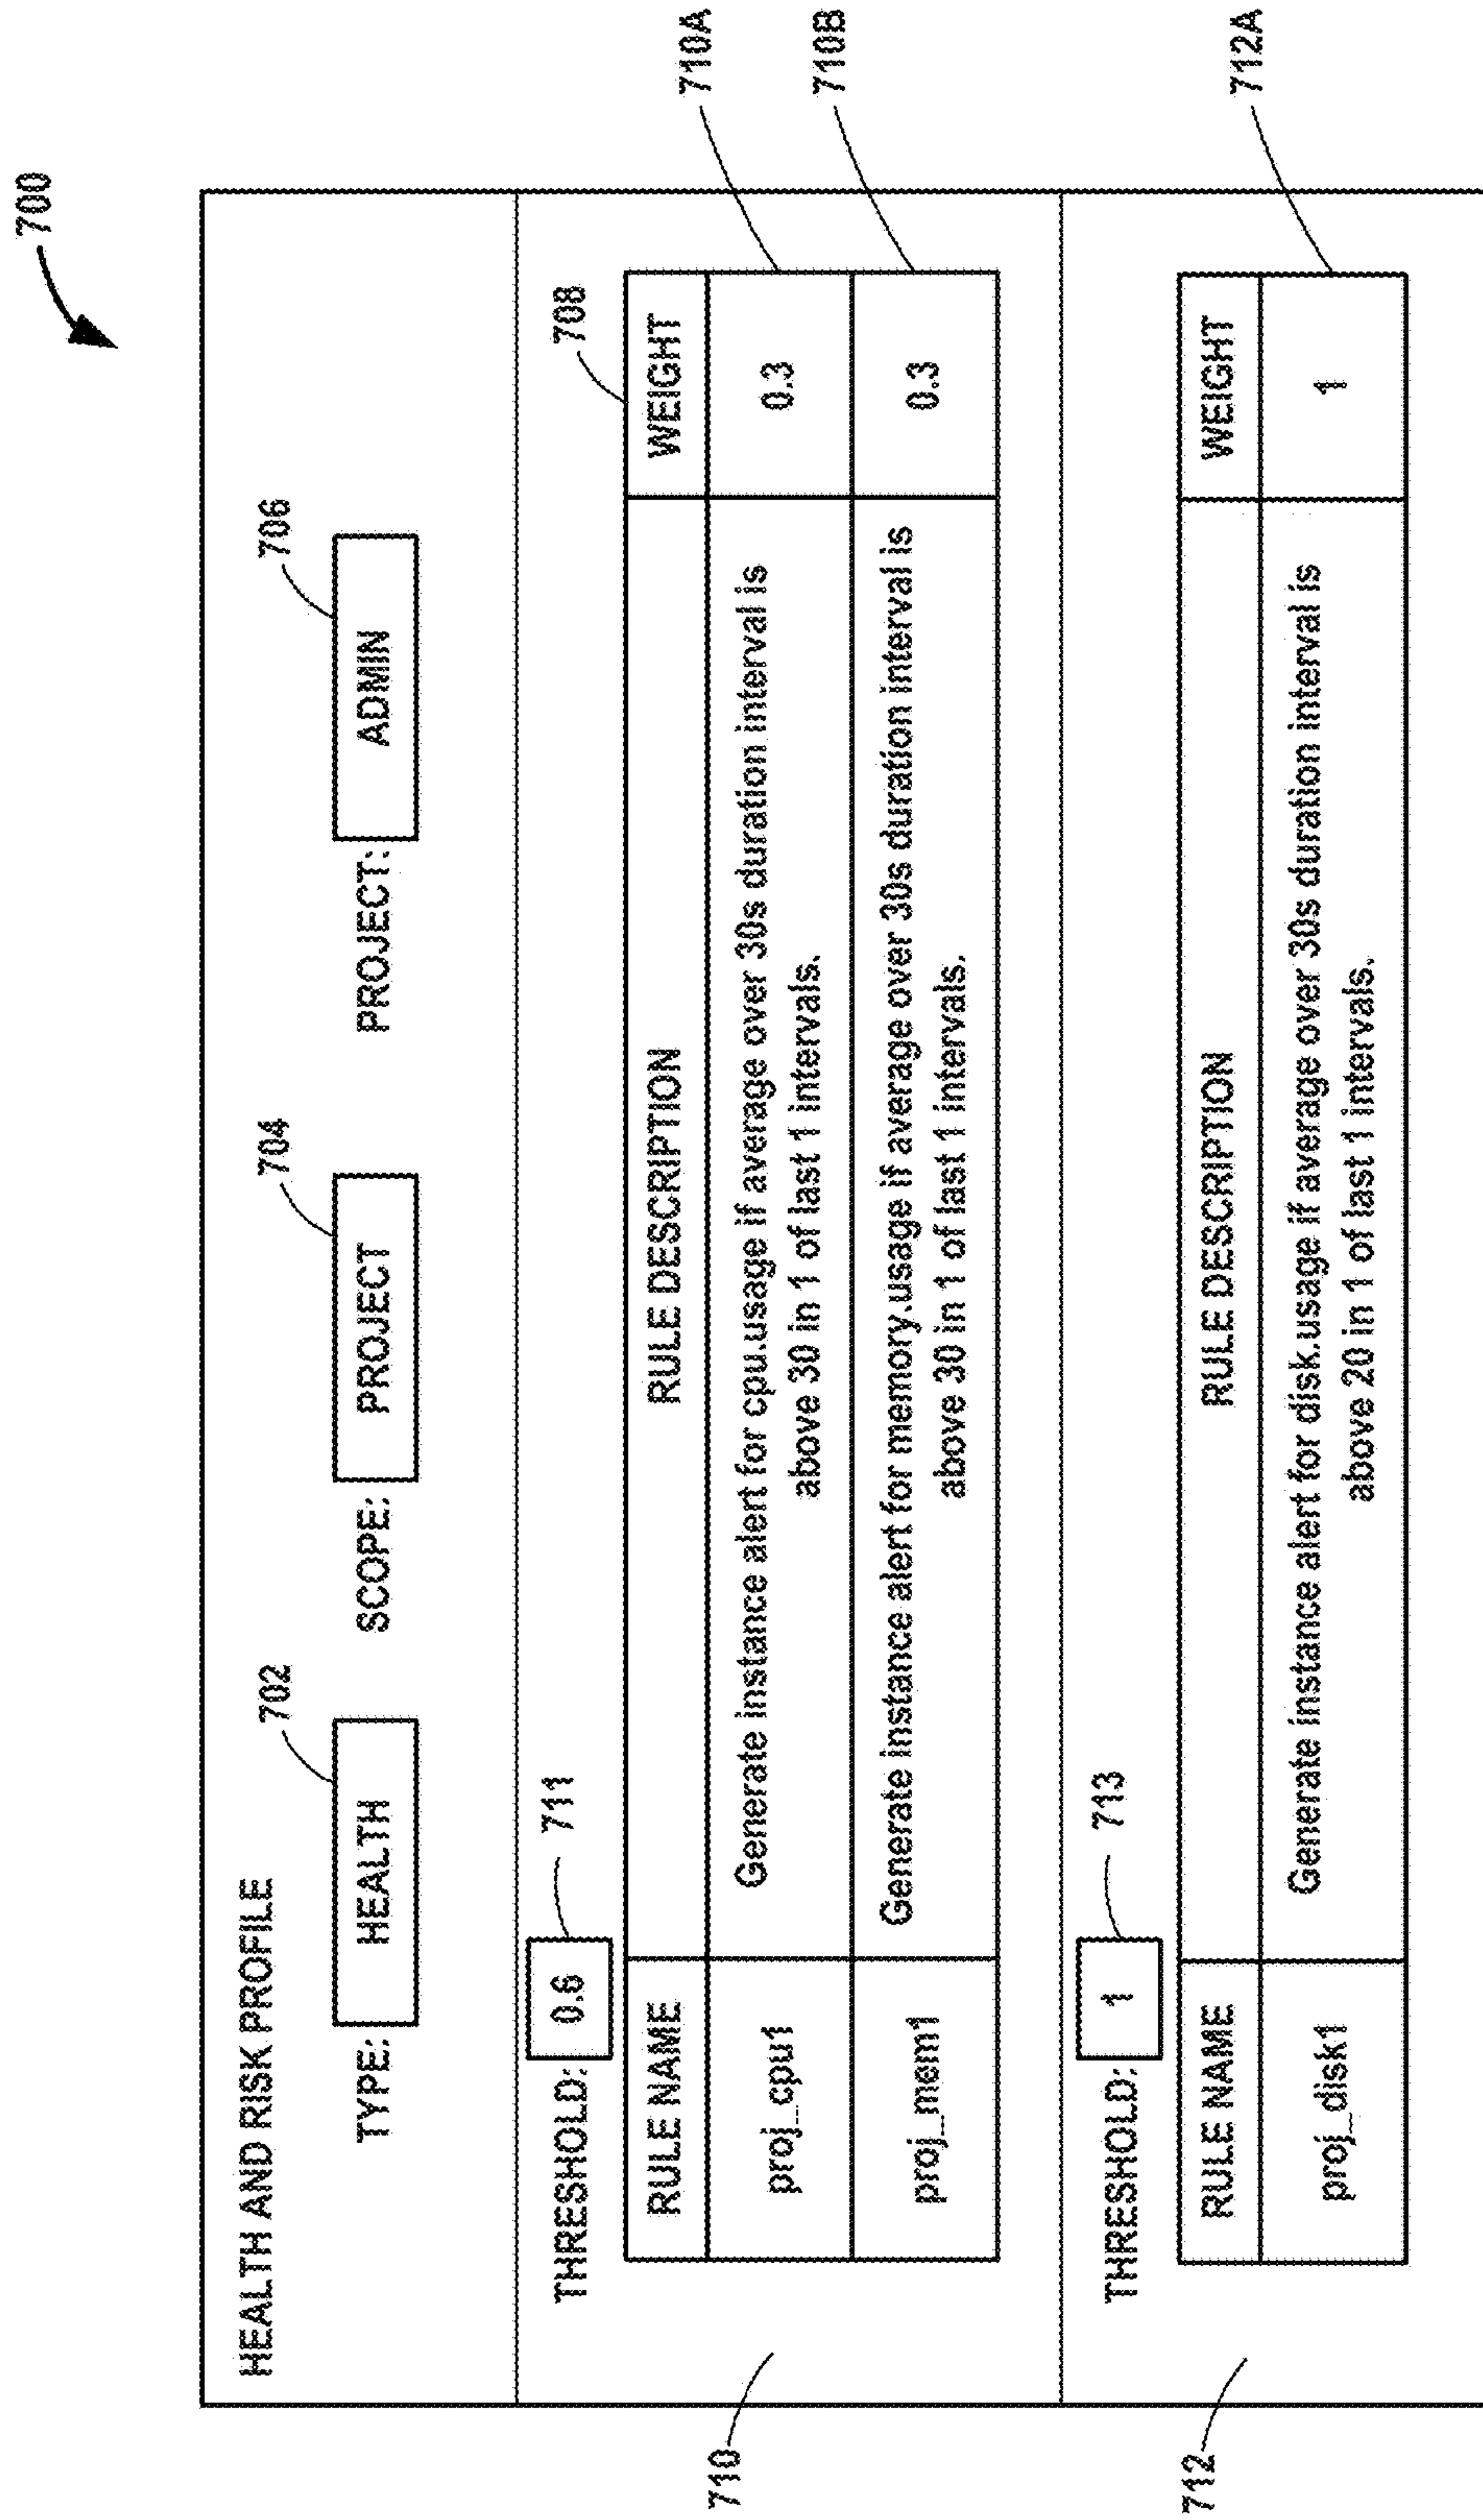 700
HEALTH AND RISK PROFILE
702
704
706
TYPE: HEALTH SCOPE: PROJECT PROJECT: ADMIN
THRESHOLD: 0.6 711
708
RULE NAME RULE DESCRIPTION WEIGHT
710
proj_cpu1 Generate instance alert for cpu.usage if average over 30s duration interval is 0.3 710A
above 30 in 1 of last 1 intervals.
proj_mem1 Generate instance alert for memory.usage if average over 30s duration interval is 0.3 710B
above 30 in 1 of last 1 intervals.
THRESHOLD: 1 713
RULE NAME RULE DESCRIPTION WEIGHT
712
proj_disk1 Generate instance alert for disk.usage if average over 30s duration interval is 1 712A
above 20 in 1 of last 1 intervals.